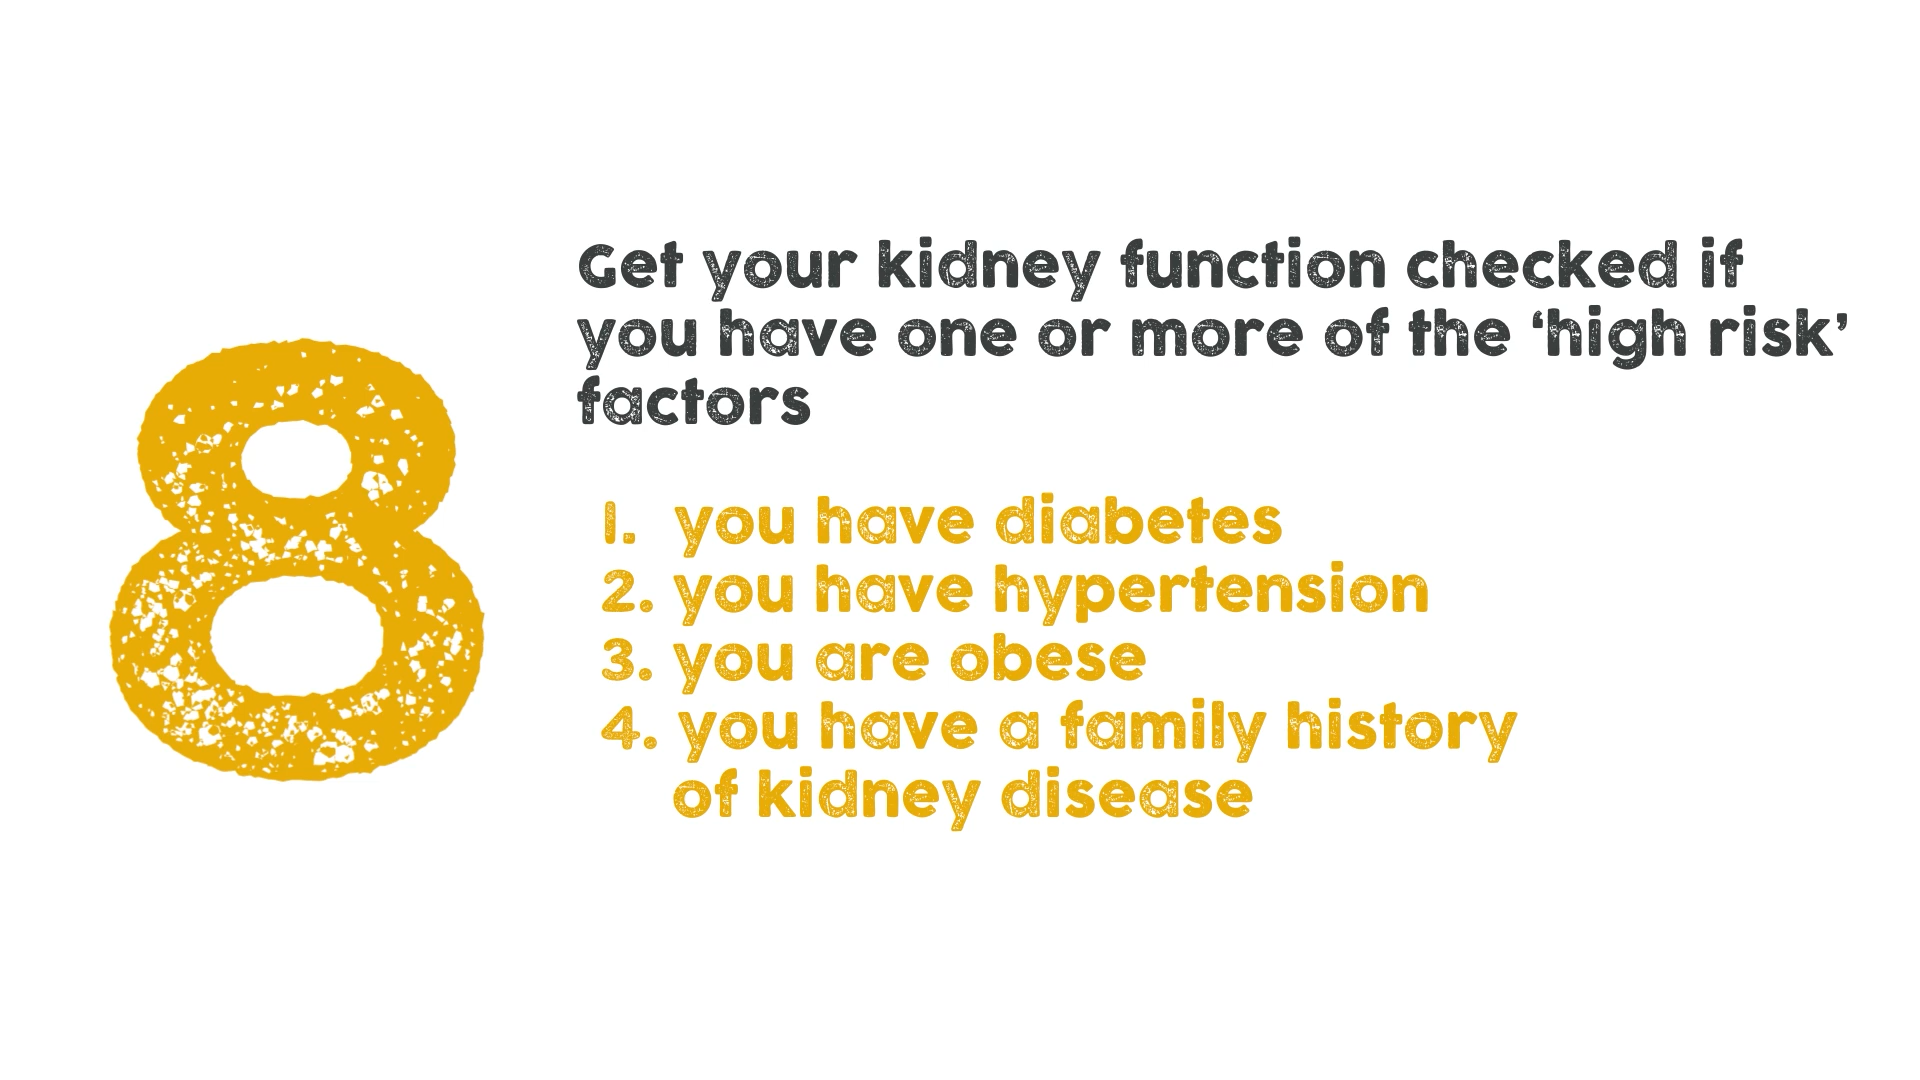 8
Get your kidney function checked if
you have one or more of the ‘high risk’
factors
1. you have diabetes
2. you have hypertension
3. you are obese
4. you have a family history
of kidney disease